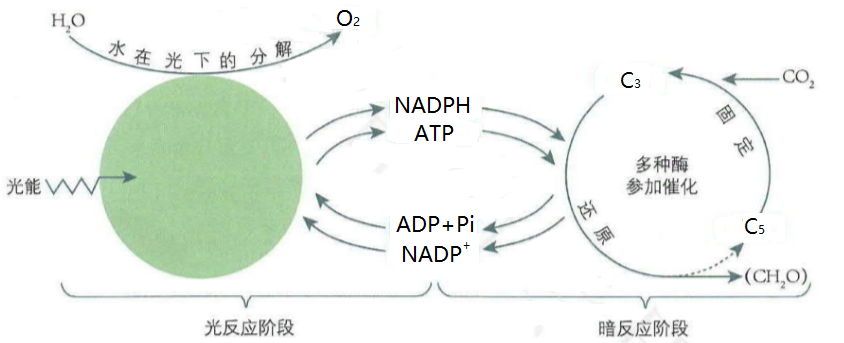 H₂O
水在光下的分解
O₂
光能
NADPH
ATP
ADP+Pi
NADP⁺
C₃
CO₂
固定
多种酶
参加催化
还原
C₅
(CH₂O)
光反应阶段
暗反应阶段